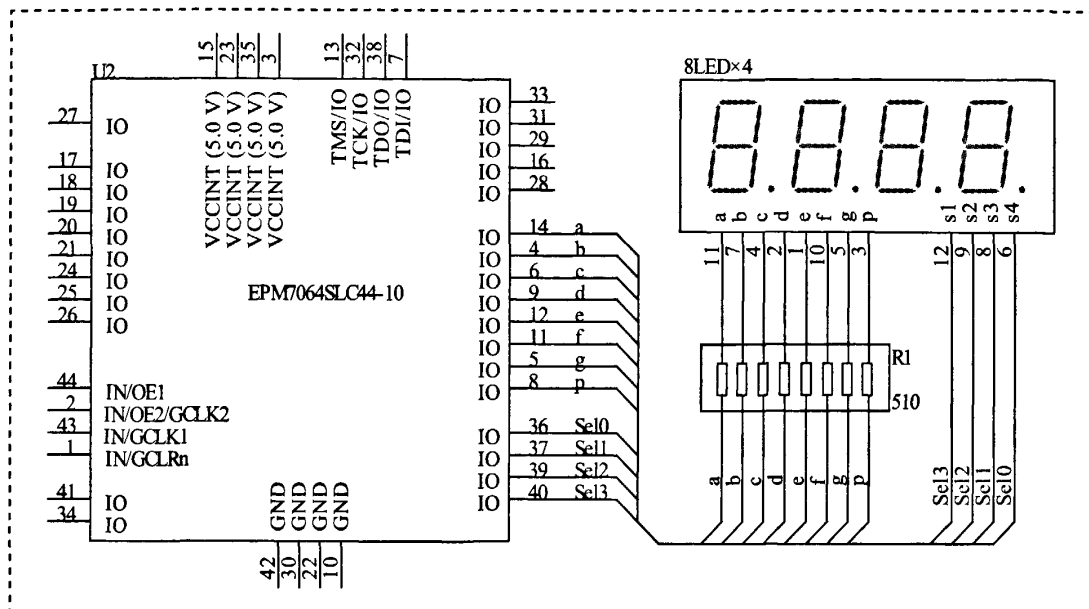 U2
15
23
35
3
13
32
38
7
VCCINT (5.0 V)
VCCINT (5.0 V)
VCCINT (5.0 V)
VCCINT (5.0 V)
TMS/IO
TCK/IO
TDO/IO
TDI/IO
27 IO
17 IO
18 IO
19 IO
20 IO
21 IO
24 IO
25 IO
26 IO
44 IN/OE1
2 IN/OE2/GCLK2
43 IN/GCLK1
1 IN/GCLRn
41 IO
34 IO
EPM7064SLC44-10
IO 33
IO 31
IO 29
IO 16
IO 28
IO 14 a
IO 4 b
IO 6 c
IO 9 d
IO 12 e
IO 11 f
IO 5 g
IO 8 p
IO 36 Sel0
IO 37 Sel1
IO 39 Sel2
IO 40 Sel3
GND
GND
GND
GND
42
30
22
10
8LED×4
a b c d e f g p
s1 s2 s3 s4
11 7 4 2 1 10 5 3
12 9 8 6
R1
510
a b c d e f g p
Sel3 Sel2 Sel1 Sel0